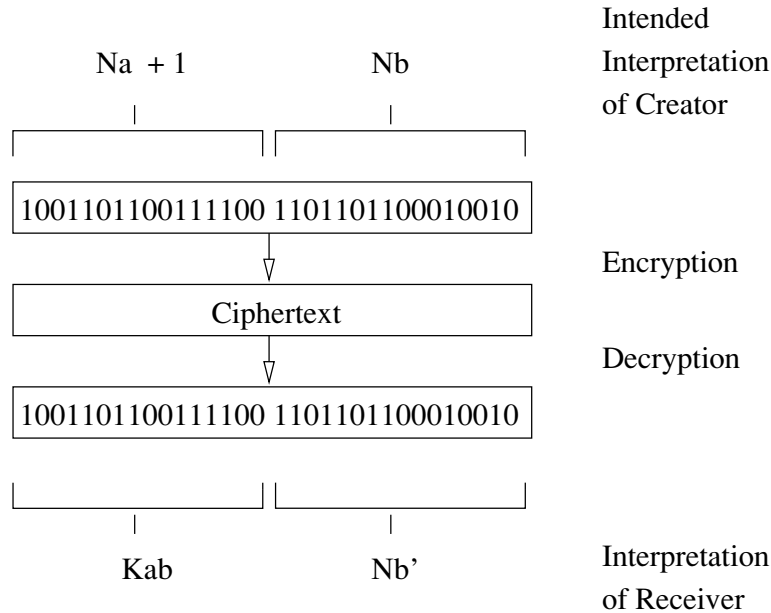 Intended
Na + 1 Nb Interpretation
of Creator
1001101100111100 1101101100010010
Encryption
Ciphertext
Decryption
1001101100111100 1101101100010010
Kab Nb’ Interpretation
of Receiver